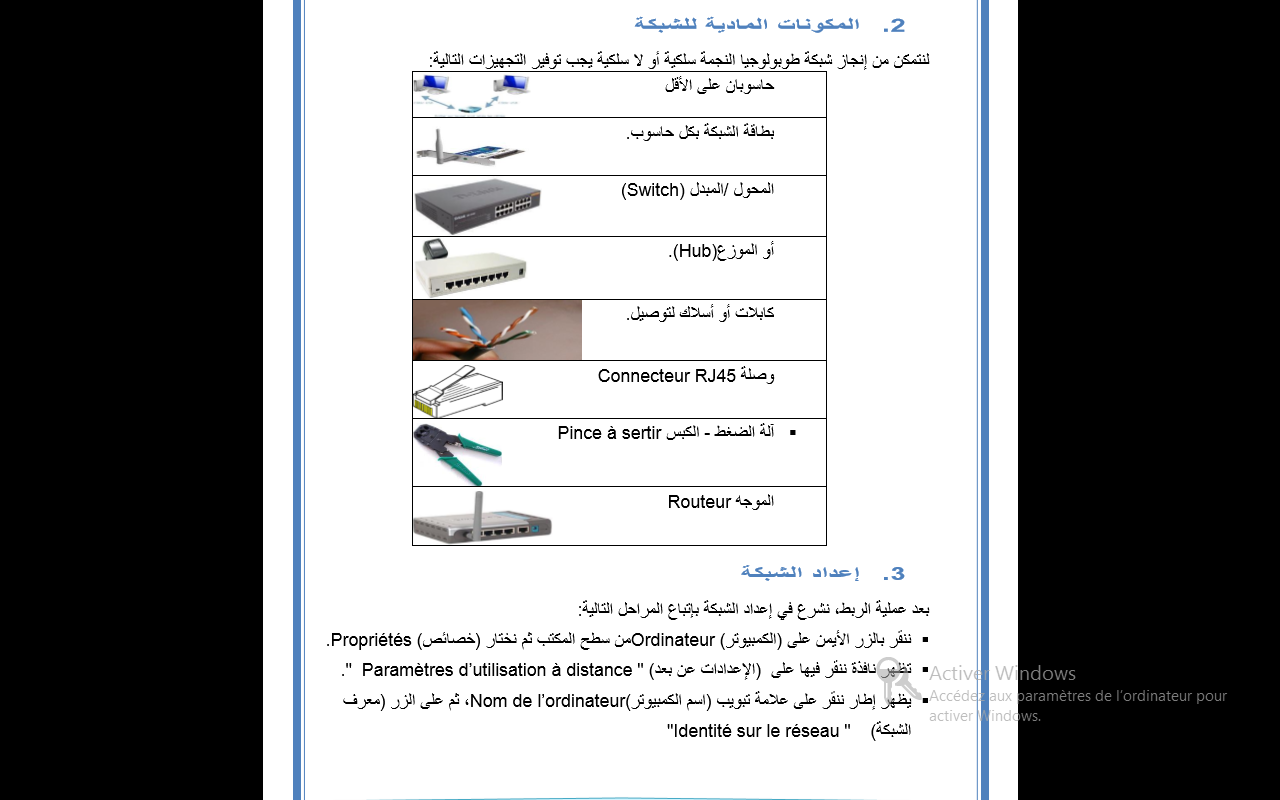 2. المكونات المادية للشبكة
لنتمكن من إنجاز شبكة طوبولوجيا النجمة سلكية أو لا سلكية يجب توفير التجهيزات التالية:
حاسوبان على الأقل
بطاقة الشبكة بكل حاسوب.
المحول /المبدل (Switch)
أو الموزع(Hub).
كابلات أو أسلاك لتوصيل.
وصلة Connecteur RJ45
▪ آلة الضغط - الكبس Pince à sertir
الموجه Routeur
3. إعداد الشبكة
بعد عملية الربط، نشرع في إعداد الشبكة بإتباع المراحل التالية:
▪ ننقر بالزر الأيمن على (الكمبيوتر) Ordinateurمن سطح المكتب ثم نختار (خصائص) Propriétés.
▪ تظهر نافذة ننقر فيها على (الإعدادات عن بعد) " Paramètres d’utilisation à distance ".
▪ يظهر إطار ننقر على علامة تبويب (اسم الكمبيوتر)Nom de l’ordinateur، ثم على الزر (معرف
الشبكة) " Identité sur le réseau"
Activer Windows
Accédez aux paramètres de l’ordinateur pour
activer Windows.